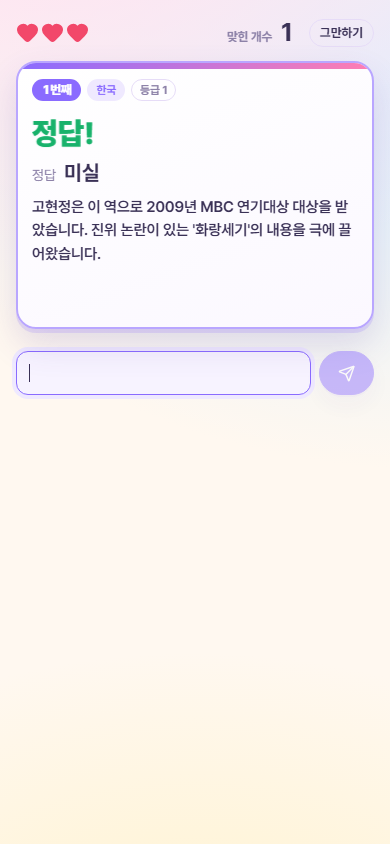 맞힌 개수 1 그만하기
1번째 한국 등급 1
정답!
정답 미실
고현정은 이 역으로 2009년 MBC 연기대상 대상을 받
았습니다. 진위 논란이 있는 '화랑세기'의 내용을 극에 끌
어왔습니다.